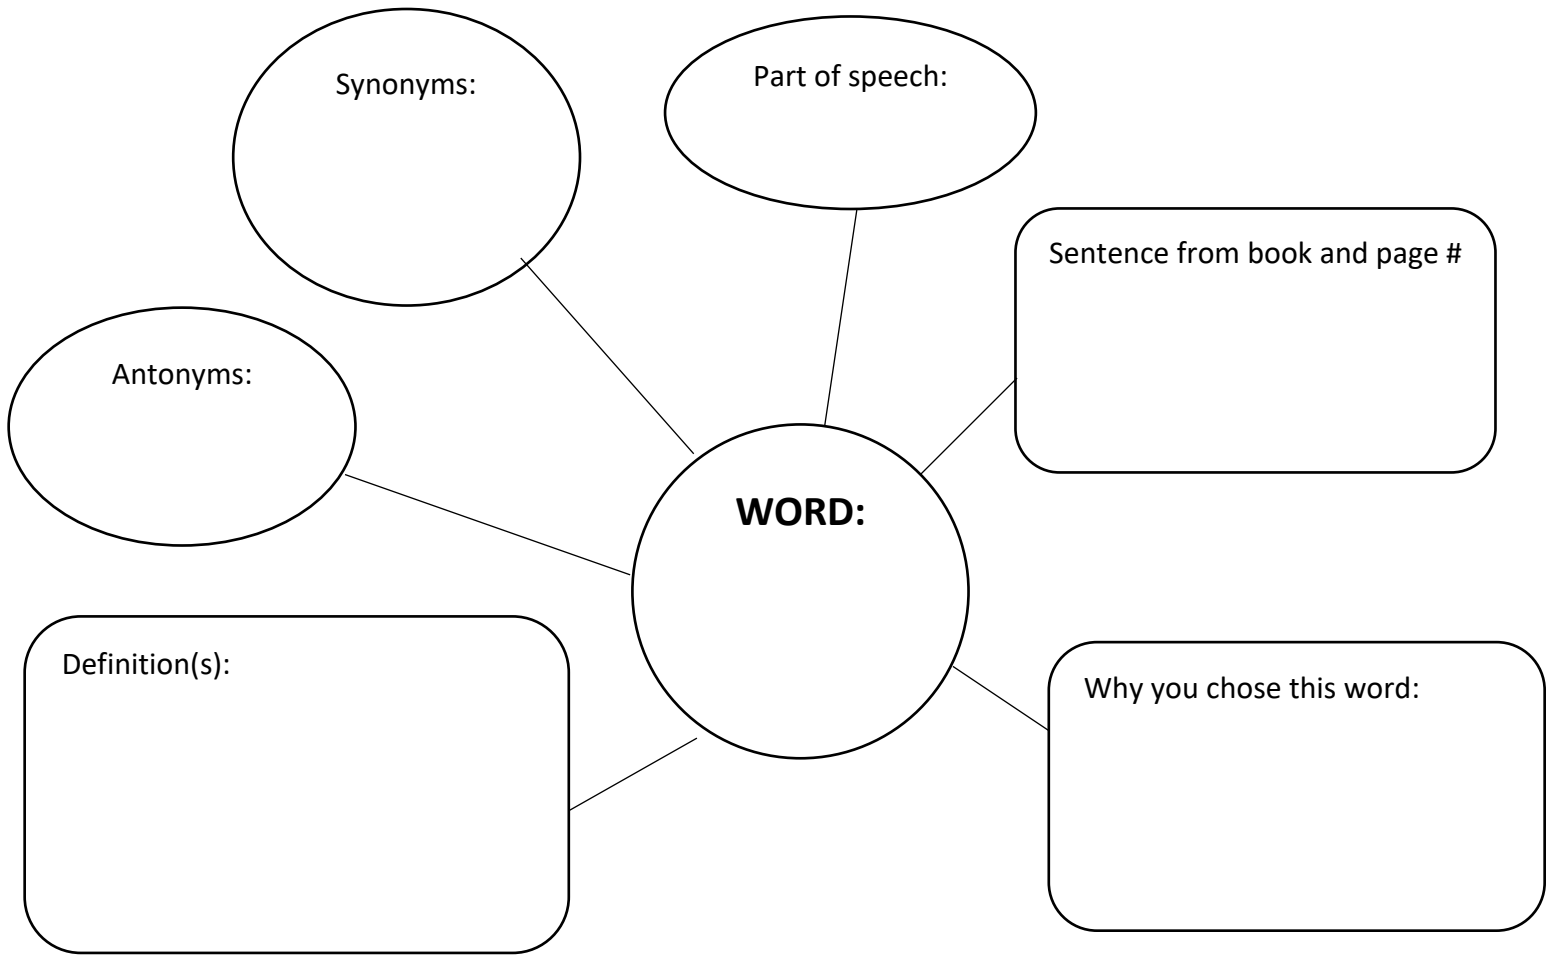 Synonyms:
Part of speech:
Sentence from book and page #
Antonyms:
WORD:
Definition(s):
Why you chose this word: